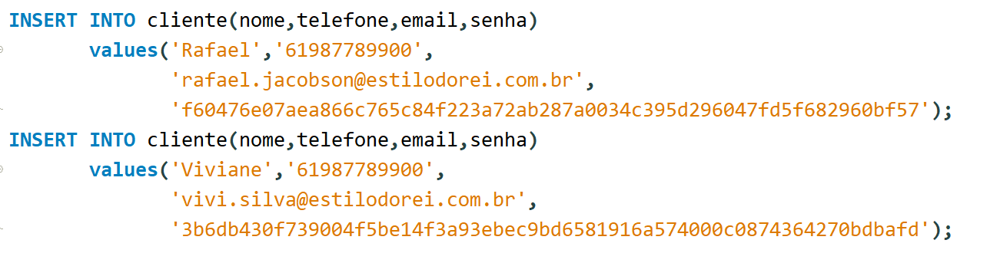 INSERT INTO cliente(nome,telefone,email,senha)
values('Rafael','61987789900',
'rafael.jacobson@estilodorei.com.br',
'f60476e07aea866c765c84f223a72ab287a0034c395d296047fd5f682960bf57');
INSERT INTO cliente(nome,telefone,email,senha)
values('Viviane','61987789900',
'vivi.silva@estilodorei.com.br',
'3b6db430f739004f5be14f3a93ebec9bd6581916a574000c0874364270bdbafd');